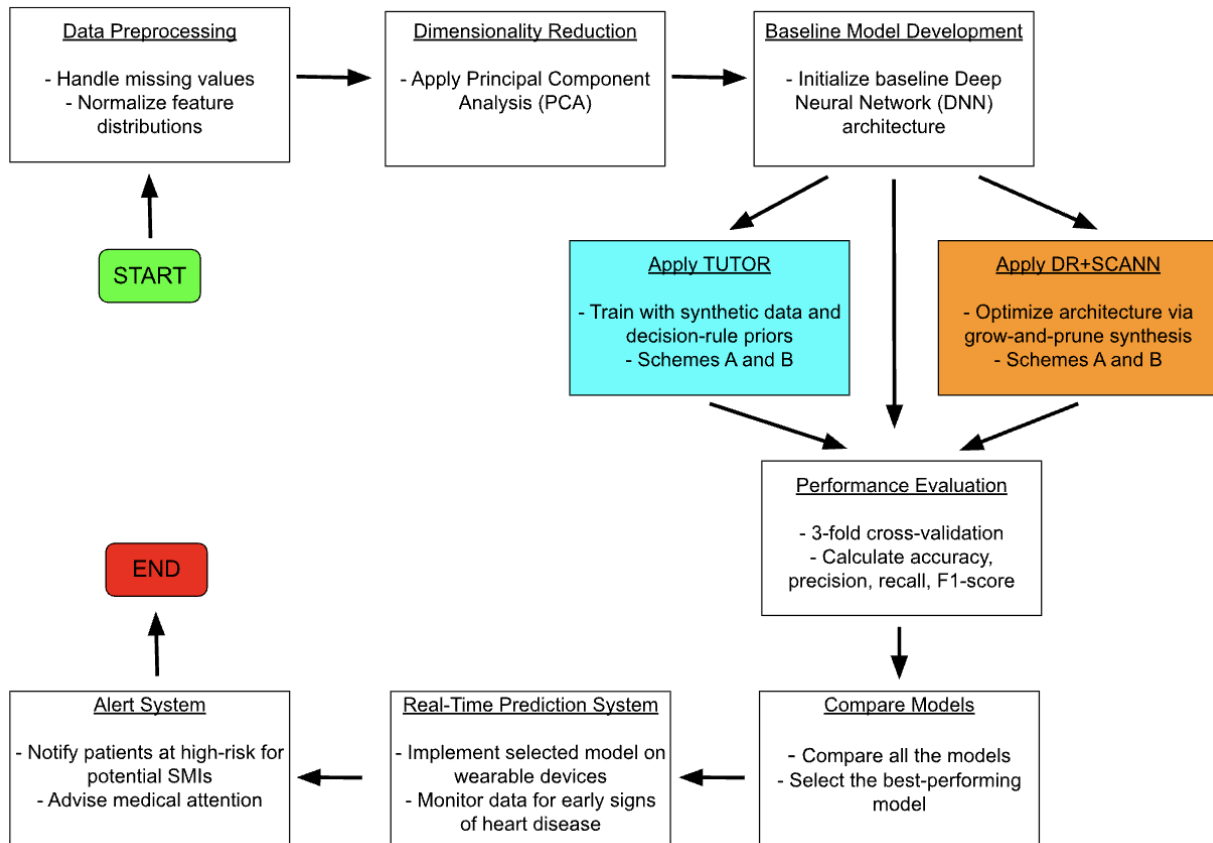 Data Preprocessing
- Handle missing values
- Normalize feature
distributions
Dimensionality Reduction
- Apply Principal Component
Analysis (PCA)
Baseline Model Development
- Initialize baseline Deep
Neural Network (DNN)
architecture
START
Apply TUTOR
- Train with synthetic data and
decision-rule priors
- Schemes A and B
Apply DR+SCANN
- Optimize architecture via
grow-and-prune synthesis
- Schemes A and B
Performance Evaluation
- 3-fold cross-validation
- Calculate accuracy,
precision, recall, F1-score
END
Alert System
- Notify patients at high-risk for
potential SMIs
- Advise medical attention
Real-Time Prediction System
- Implement selected model on
wearable devices
- Monitor data for early signs
of heart disease
Compare Models
- Compare all the models
- Select the best-performing
model